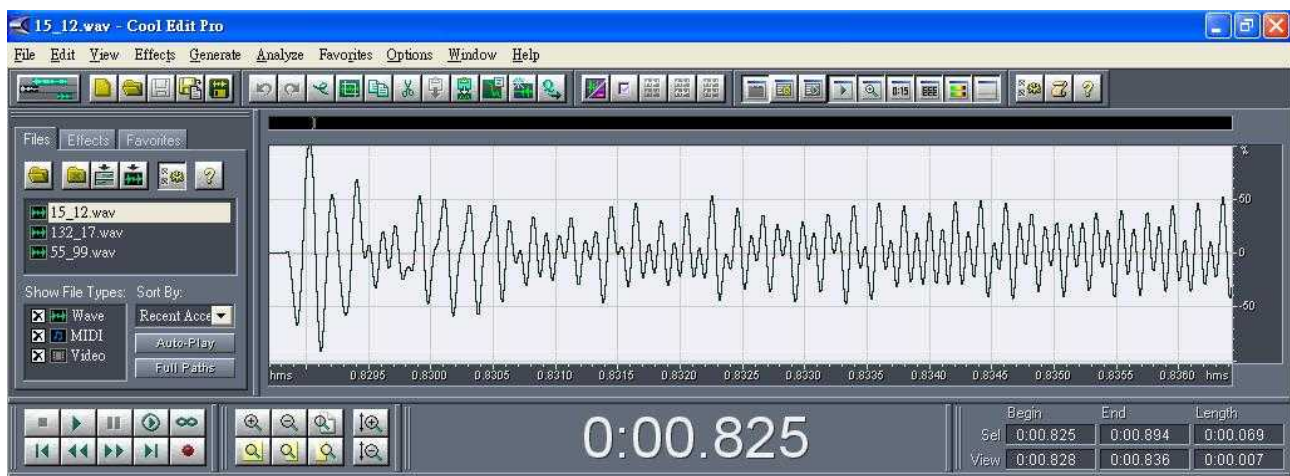 15_12.wav - Cool Edit Pro
File Edit View Effects Generate Analyze Favorites Options Window Help
Files Effects Favorites
15_12.wav
132_17.wav
55_99.wav
Show File Types: Sort By:
Wave Recent Acce
MIDI Auto-Play
Video Full Paths
%
50
0
-50
hms 0.8295 0.8300 0.8305 0.8310 0.8315 0.8320 0.8325 0.8330 0.8335 0.8340 0.8345 0.8350 0.8355 0.8360 hms
0:00.825
Begin End Length
Sel 0:00.825 0:00.894 0:00.069
View 0:00.828 0:00.836 0:00.007